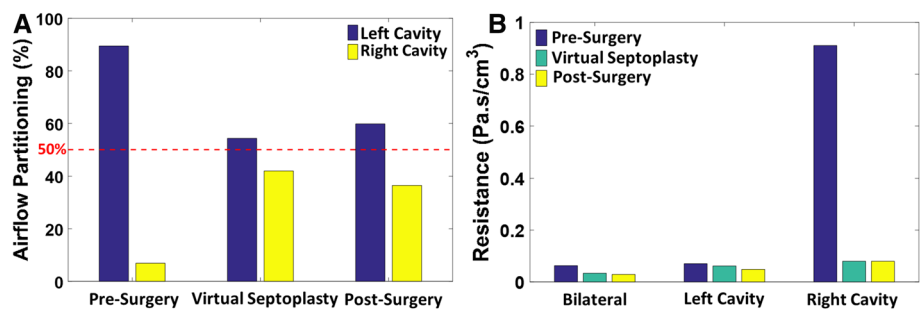 A
Airflow Partitioning (%)
100
80
60
50%
40
20
0
Left Cavity
Right Cavity
Pre-Surgery
Virtual Septoplasty
Post-Surgery
B
Resistance (Pa.s/cm³)
1
0.8
0.6
0.4
0.2
0
Pre-Surgery
Virtual Septoplasty
Post-Surgery
Bilateral
Left Cavity
Right Cavity